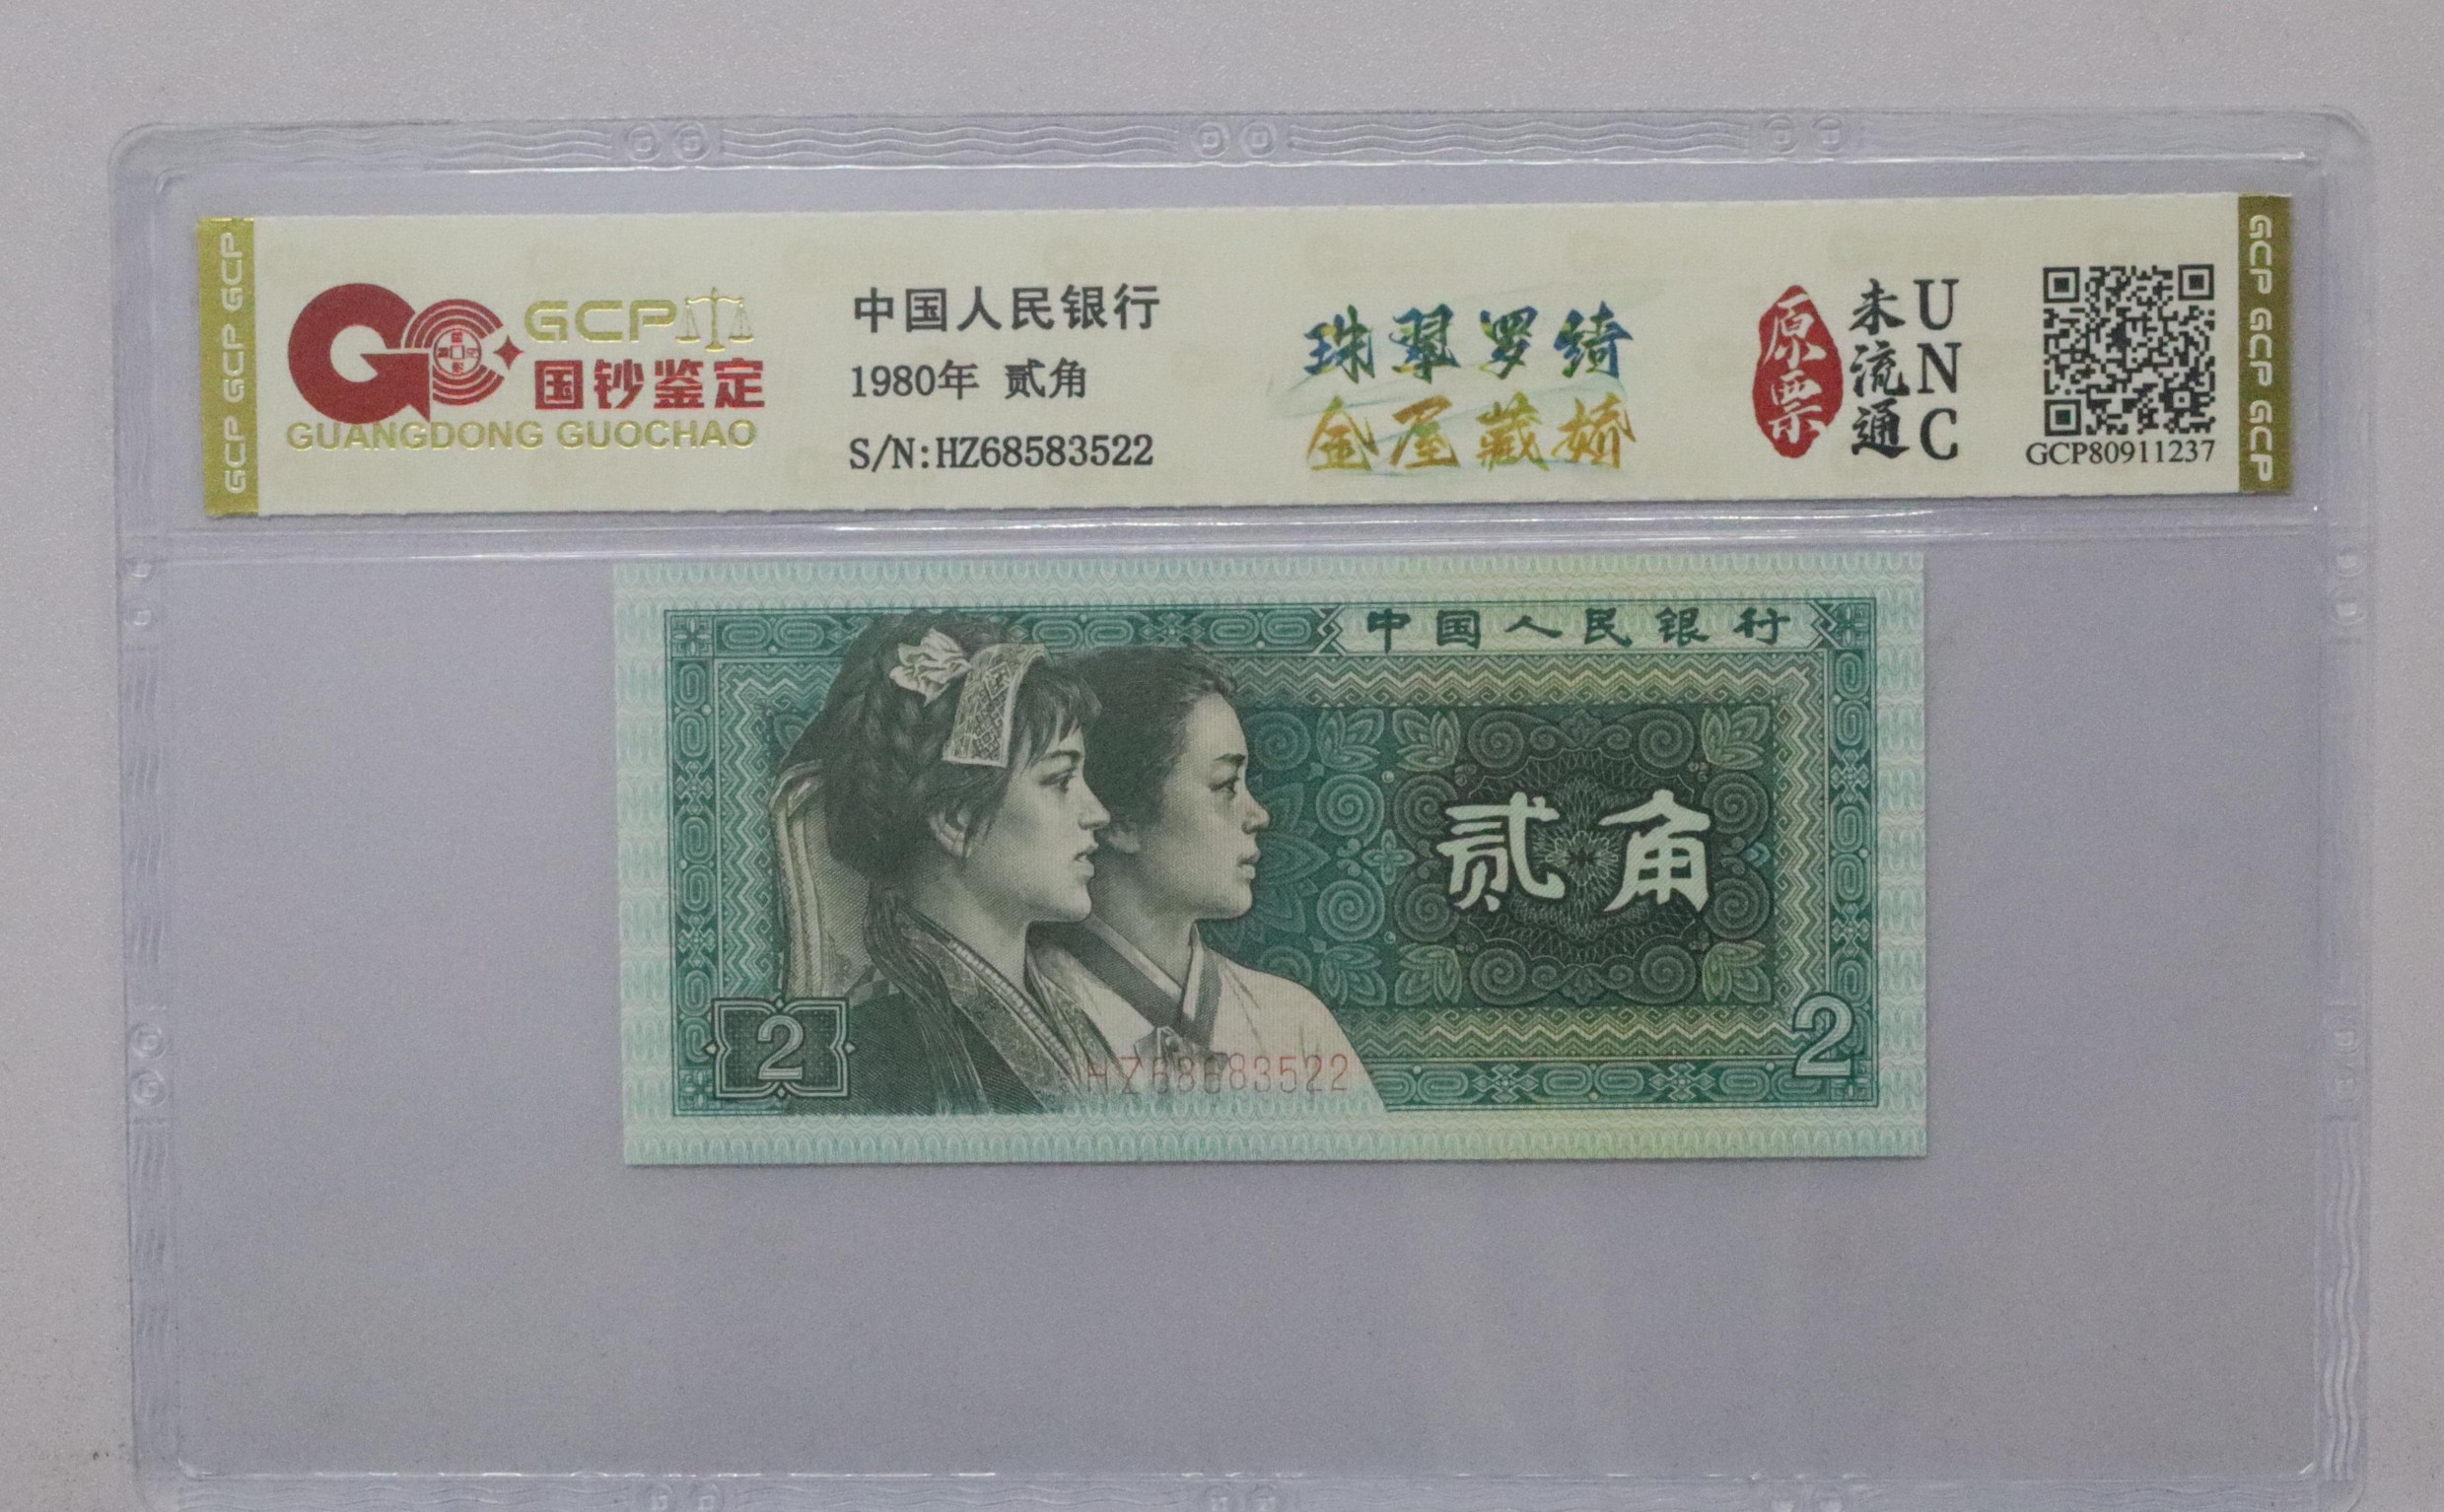 GCP GCP GCP
GCP
国钞鉴定
GUANGDONG GUOCHAO
中国人民银行
1980年 贰角
S/N:HZ68583522
珠翠罗绮
金屋藏娇
原票
未流通
UNC
GCP80911237
GCP GCP GCP
中国人民银行
贰角
2
2
HZ68683522